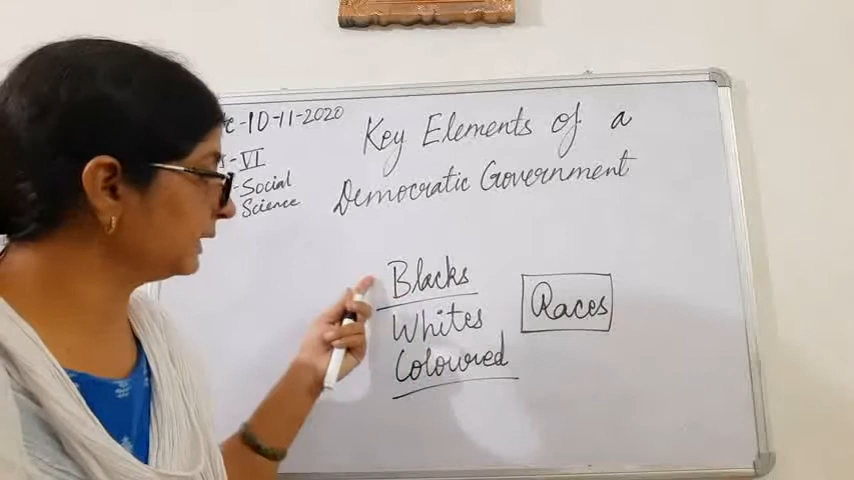 -10-11-2020
-VI
-Social
Science
Key Elements of a
Democratic Government
Blacks
Whites
Coloured
Races